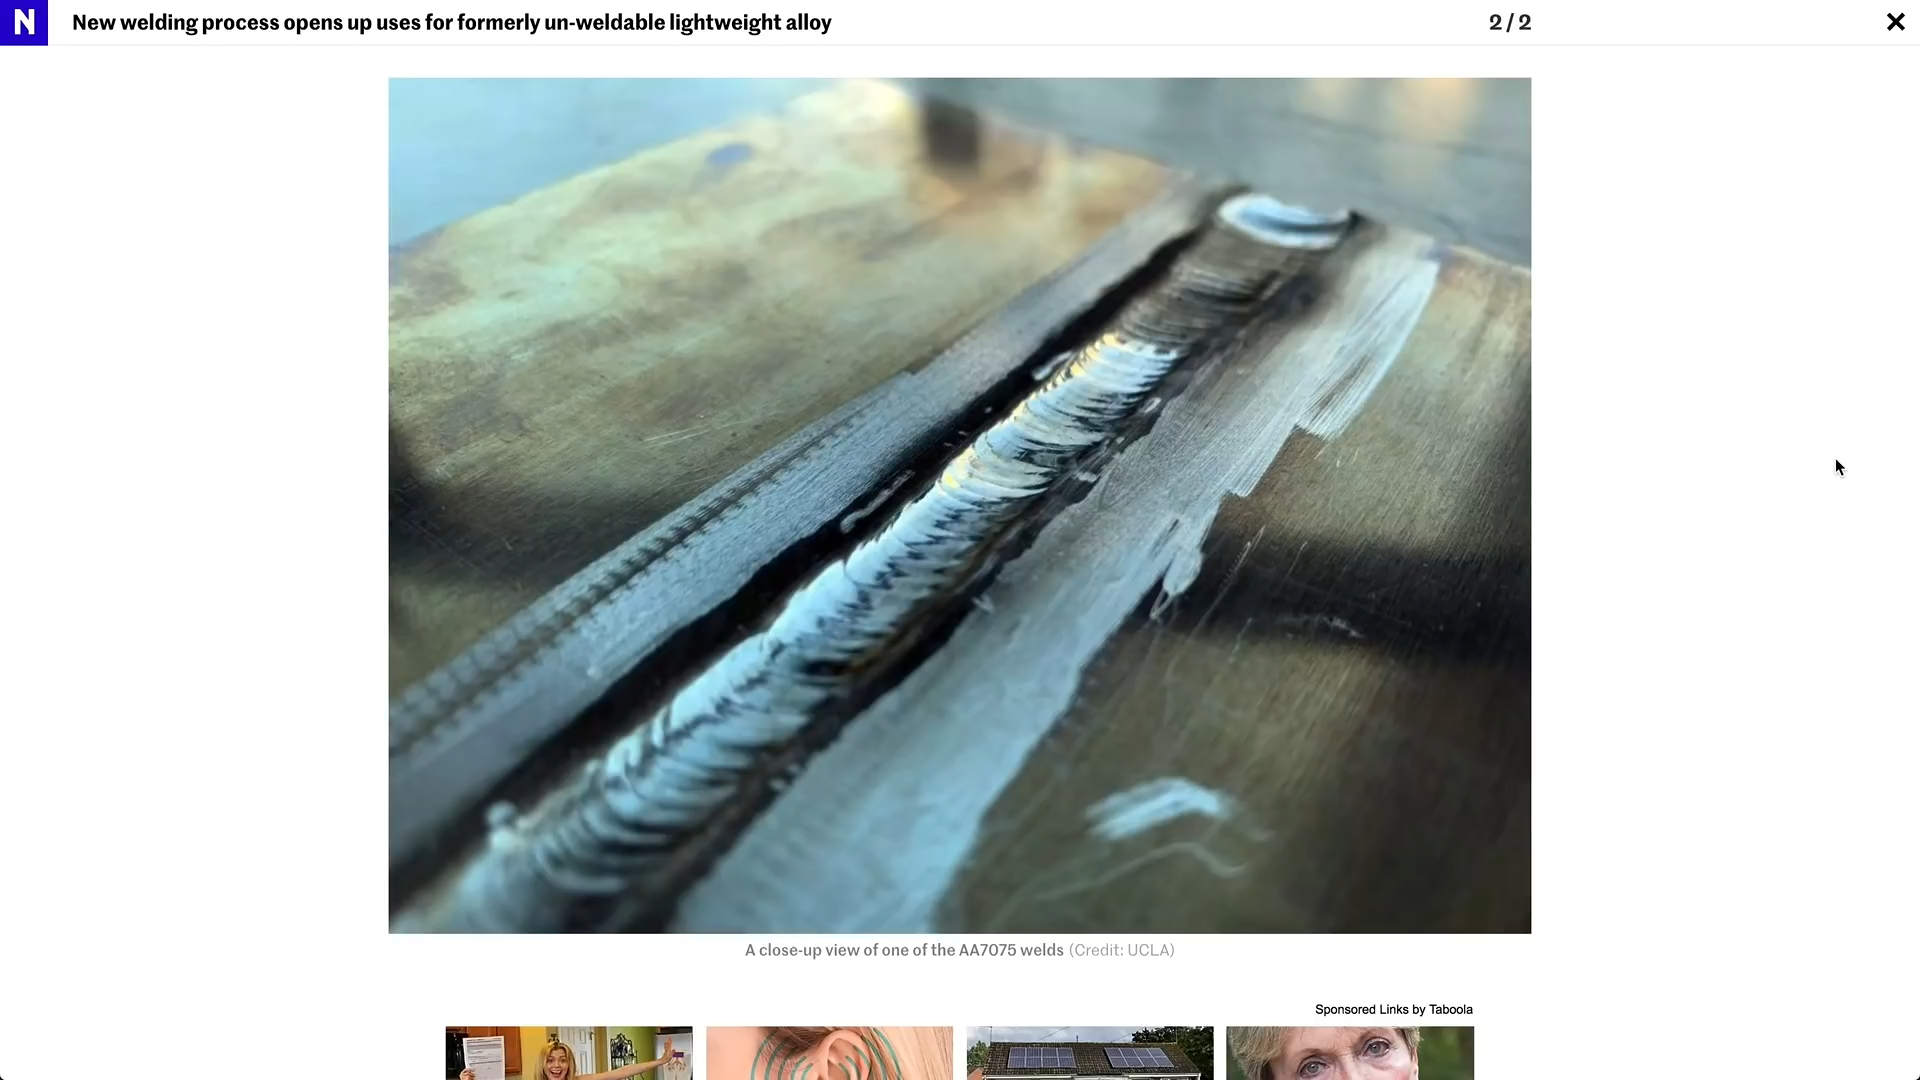 N
New welding process opens up uses for formerly un-weldable lightweight alloy
2 / 2
A close-up view of one of the AA7075 welds (Credit: UCLA)
Sponsored Links by Taboola